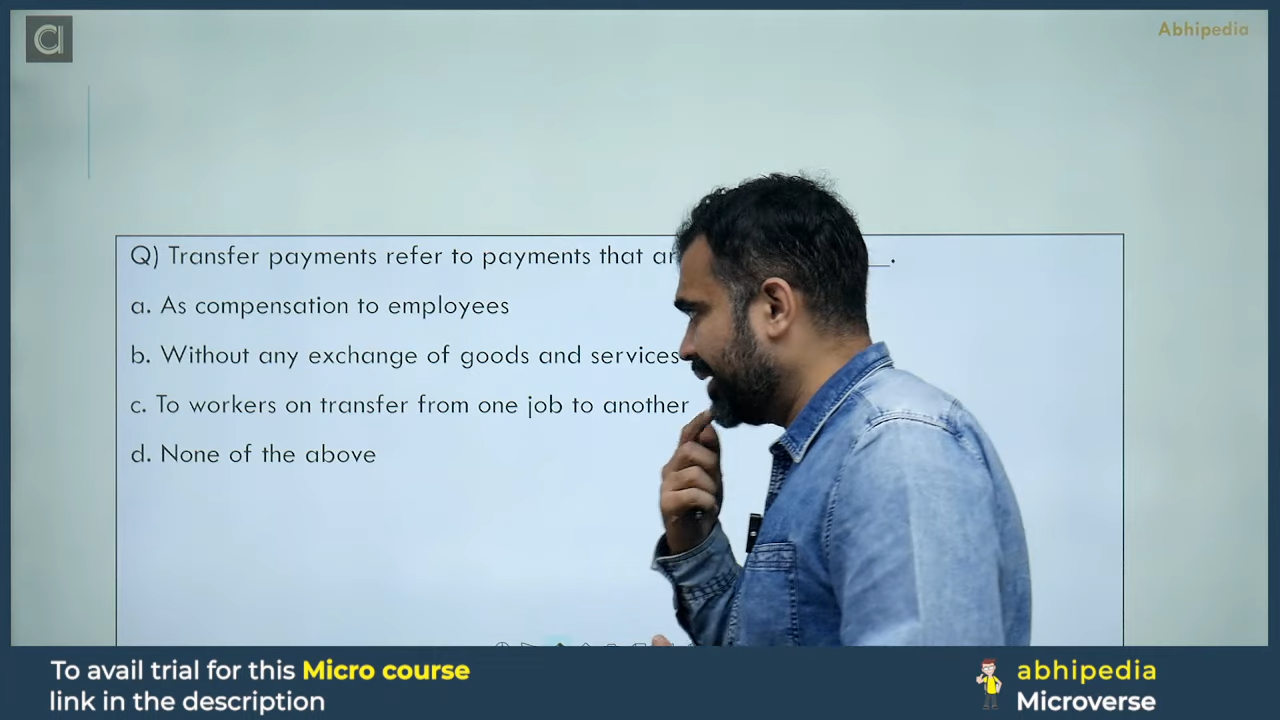 Abhipedia
Q) Transfer payments refer to payments that ____.
a. As compensation to employees
b. Without any exchange of goods and services
c. To workers on transfer from one job to another
d. None of the above
To avail trial for this Micro course
link in the description
abhipedia
Microverse